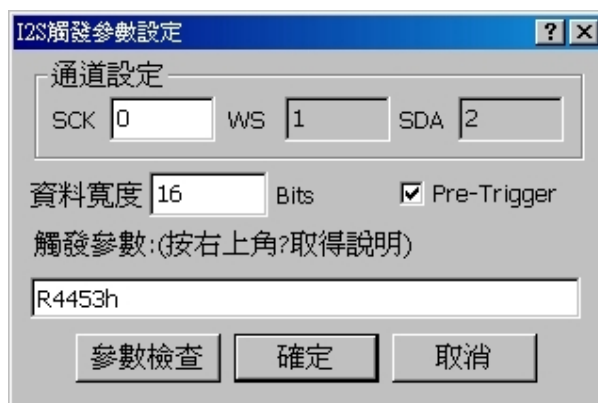 I2S觸發參數設定
通道設定
SCK 0 WS 1 SDA 2
資料寬度 16 Bits Pre-Trigger
觸發參數:(按右上角?取得說明)
R4453h
參數檢查 確定 取消